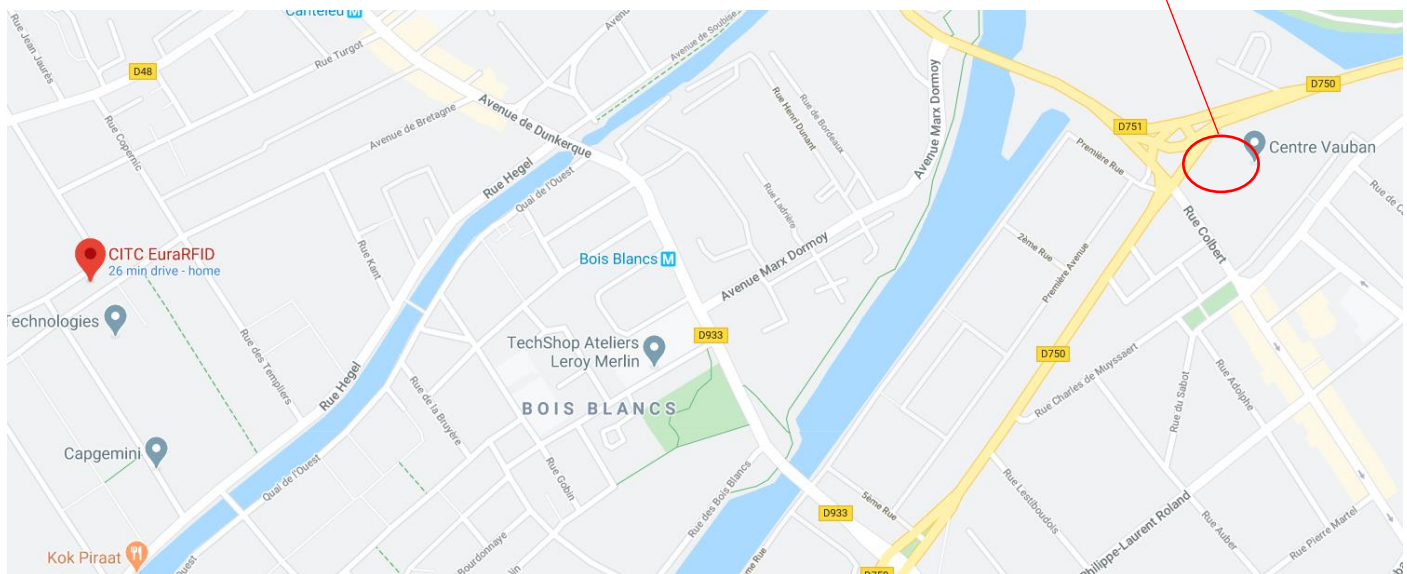 Canteleu M
Rue Jean Jaurès
Rue Turgot
Avenue de Soubise
D48
D750
Rue Copernic
Avenue de Bretagne
Avenue de Dunkerque
Rue Henri Dunant
Rue de Bordeaux
Avenue Marx Dormoy
D751
Première Rue
Centre Vauban
Rue Hegel
Quai de l'Ouest
Rue Ladrière
Rue Colbert
Rue Kant
CITC EuraRFID
26 min drive - home
Bois Blancs M
Avenue Marx Dormoy
2ème Rue
Première Avenue
Technologies
TechShop Ateliers
Leroy Merlin
D933
D750
Rue Charles de Muyssaert
Rue des Templiers
Rue Hegel
Rue de la Bruyère
BOIS BLANCS
Rue du Sabot
Rue Adolphe
Capgemini
Quai de l'Ouest
Rue Gobin
Rue des Bois Blancs
5ème Rue
D933
Rue Lestiboudois
Philippe-Laurent Roland
Rue Auber
Rue Pierre Martel
Kok Piraat
Bourdonnaye